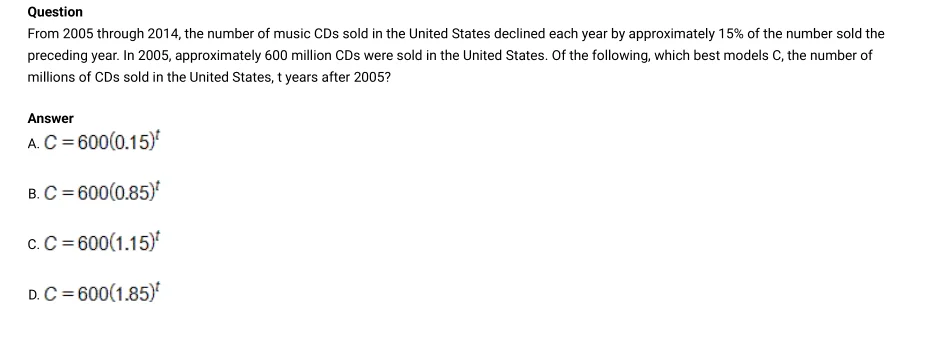 Question
From 2005 through 2014, the number of music CDs sold in the United States declined each year by approximately 15% of the number sold the
preceding year. In 2005, approximately 600 million CDs were sold in the United States. Of the following, which best models C, the number of
millions of CDs sold in the United States, t years after 2005?
Answer
A. C = 600(0.15)^t
B. C = 600(0.85)^t
C. C = 600(1.15)^t
D. C = 600(1.85)^t